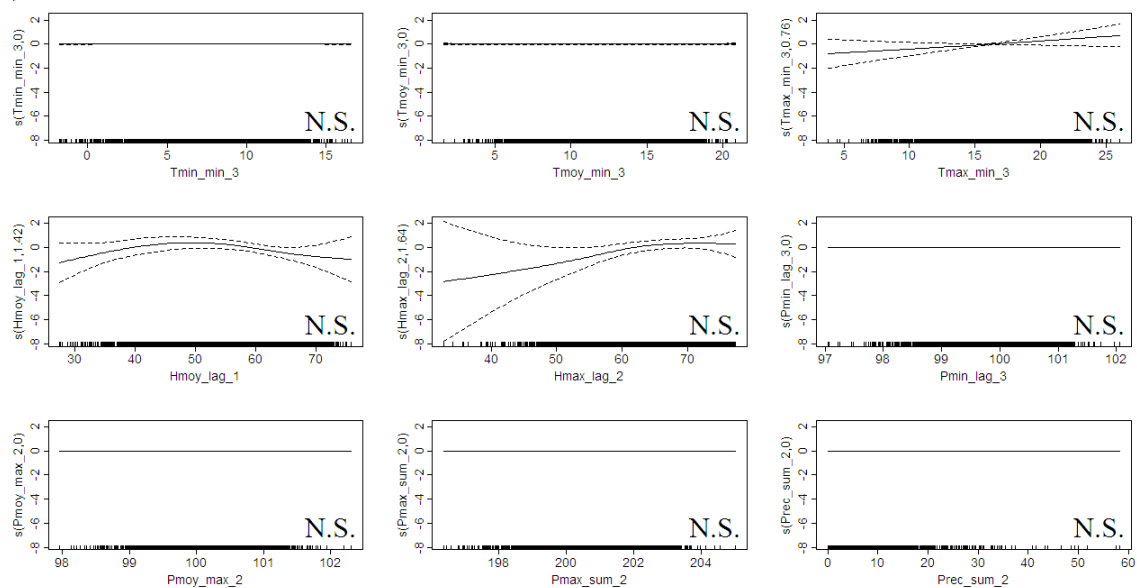 s(Tmin_min_3,0)
2
0
-2
-4
-6
-8
N.S.
0 5 10 15
Tmin_min_3
s(Tmoy_min_3,0)
2
0
-2
-4
-6
-8
N.S.
5 10 15 20
Tmoy_min_3
s(Tmax_min_3,0.76)
2
0
-2
-4
-6
-8
N.S.
5 10 15 20 25
Tmax_min_3
s(Hmoy_lag_1,1.42)
2
0
-2
-4
-6
-8
N.S.
30 40 50 60 70
Hmoy_lag_1
s(Hmax_lag_2,1.64)
2
0
-2
-4
-6
-8
N.S.
40 50 60 70
Hmax_lag_2
s(Pmin_lag_3,0)
2
0
-2
-4
-6
-8
N.S.
97 98 99 100 101 102
Pmin_lag_3
s(Pmoy_max_2,0)
2
0
-2
-4
-6
-8
N.S.
98 99 100 101 102
Pmoy_max_2
s(Pmax_sum_2,0)
2
0
-2
-4
-6
-8
N.S.
198 200 202 204
Pmax_sum_2
s(Prec_sum_2,0)
2
0
-2
-4
-6
-8
N.S.
0 10 20 30 40 50 60
Prec_sum_2